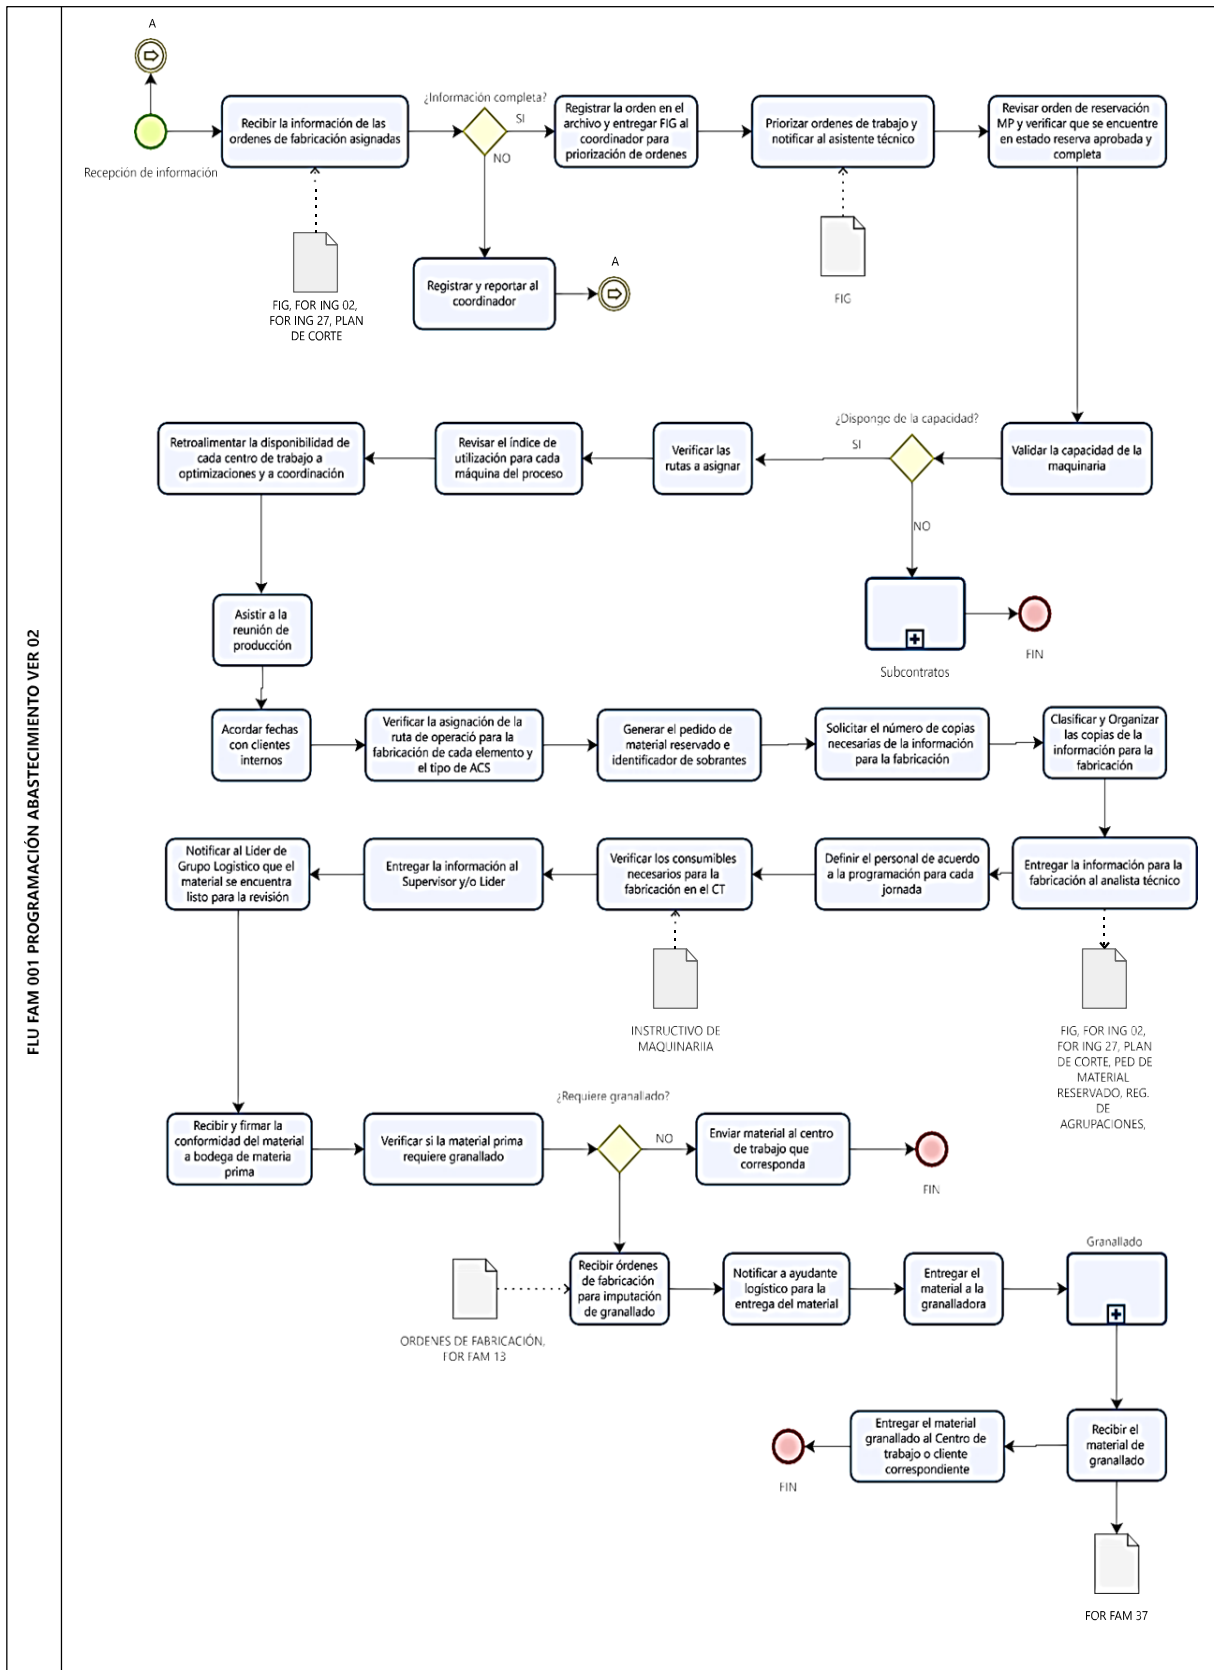 FLU FAM 001 PROGRAMACIÓN ABASTECIMIENTO VER 02
A
Recepción de información
Recibir la información de las
ordenes de fabricación asignadas
FIG, FOR ING 02,
FOR ING 27, PLAN
DE CORTE
¿Información completa?
SI
NO
Registrar y reportar al
coordinador
A
Registrar la orden en el
archivo y entregar FIG al
coordinador para
priorización de ordenes
Priorizar ordenes de trabajo y
notificar al asistente técnico
FIG
Revisar orden de reservación
MP y verificar que se encuentre
en estado reserva aprobada y
completa
Validar la capacidad de la
maquinaria
¿Dispongo de la capacidad?
SI
NO
Subcontratos
FIN
Verificar las
rutas a asignar
Revisar el índice de
utilización para cada
máquina del proceso
Retroalimentar la disponibilidad de
cada centro de trabajo a
optimizaciones y a coordinación
Asistir a la
reunión de
producción
Acordar fechas
con clientes
internos
Verificar la asignación de la
ruta de operació para la
fabricación de cada elemento y
el tipo de ACS
Generar el pedido de
material reservado e
identificador de sobrantes
Solicitar el número de copias
necesarias de la información
para la fabricación
Clasificar y Organizar
las copias de la
información para la
fabricación
Entregar la información para la
fabricación al analista técnico
FIG, FOR ING 02,
FOR ING 27, PLAN
DE CORTE, PED DE
MATERIAL
RESERVADO, REG.
DE
AGRUPACIONES,
Definir el personal de acuerdo
a la programación para cada
jornada
Verificar los consumibles
necesarios para la
fabricación en el CT
INSTRUCTIVO DE
MAQUINARIIA
Entregar la información al
Supervisor y/o Lider
Notificar al Lider de
Grupo Logistico que el
material se encuentra
listo para la revisión
Recibir y firmar la
conformidad del material
a bodega de materia
prima
Verificar si la material prima
requiere granallado
¿Requiere granallado?
NO
Enviar material al centro
de trabajo que
corresponda
FIN
Recibir órdenes
de fabricación
para imputación
de granallado
ORDENES DE FABRICACIÓN,
FOR FAM 13
Notificar a ayudante
logístico para la
entrega del material
Entregar el
material a la
granalladora
Granallado
Recibir el
material de
granallado
FOR FAM 37
Entregar el material
granallado al Centro de
trabajo o cliente
correspondiente
FIN